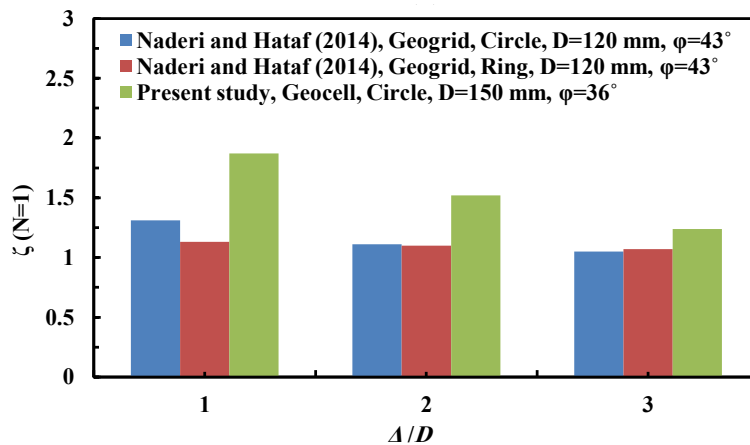 3
Naderi and Hataf (2014), Geogrid, Circle, D=120 mm, φ=43˚
Naderi and Hataf (2014), Geogrid, Ring, D=120 mm, φ=43˚
2.5
Present study, Geocell, Circle, D=150 mm, φ=36˚
2
1.5
ζ (N=1)
1
0.5
0
1 2 3
Δ/D